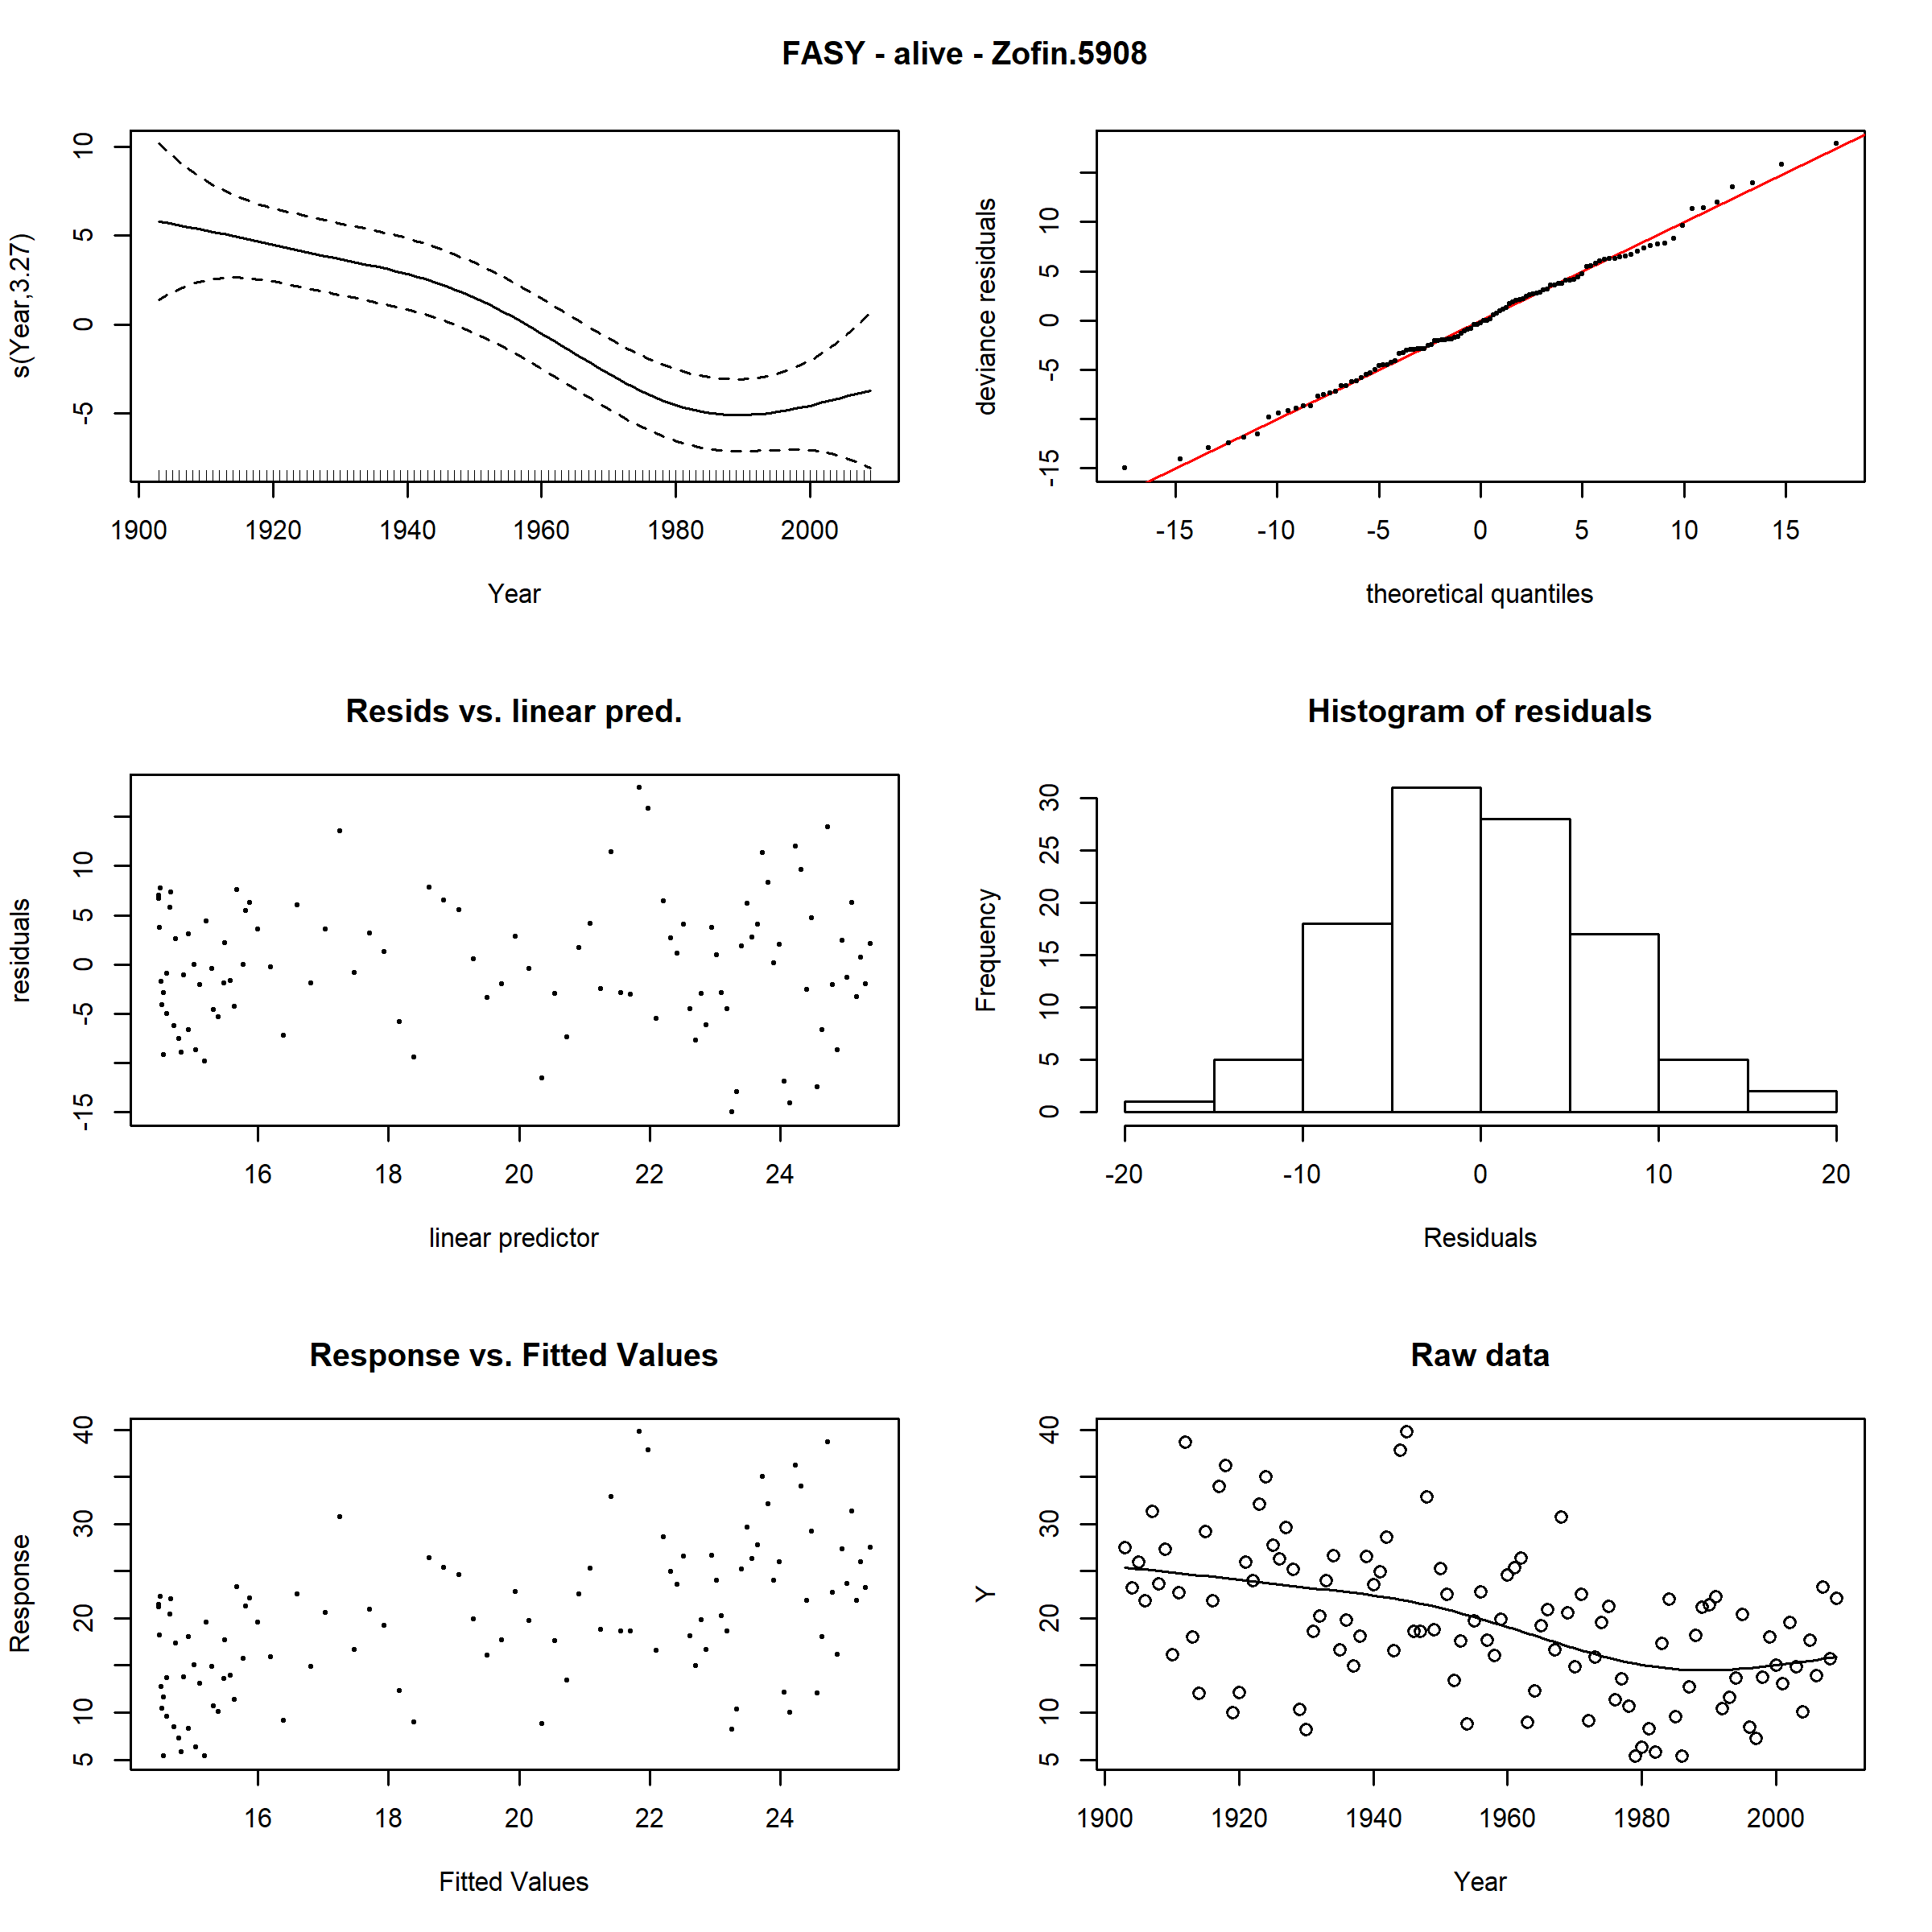 FASY - alive - Zofin.5908
s(Year,3.27)
10
5
0
-5
1900 1920 1940 1960 1980 2000
Year
deviance residuals
10
5
0
-5
-15
-15 -10 -5 0 5 10 15
theoretical quantiles
Resids vs. linear pred.
residuals
10
5
0
-5
-15
16 18 20 22 24
linear predictor
Histogram of residuals
Frequency
30
25
20
15
10
5
0
-20 -10 0 10 20
Residuals
Response vs. Fitted Values
Response
40
30
20
10
5
16 18 20 22 24
Fitted Values
Raw data
Y
40
30
20
10
5
1900 1920 1940 1960 1980 2000
Year